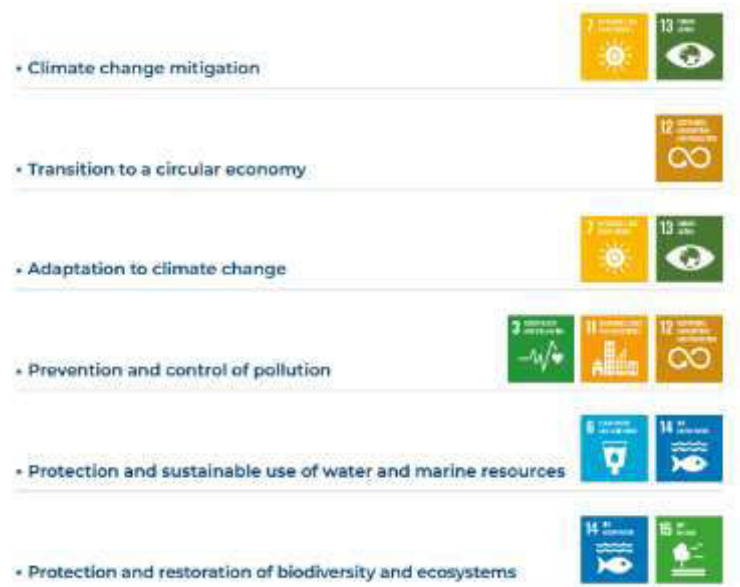 7 13
• Climate change mitigation
12
• Transition to a circular economy
7 13
• Adaptation to climate change
3 11 12
• Prevention and control of pollution
6 14
• Protection and sustainable use of water and marine resources
14 15
• Protection and restoration of biodiversity and ecosystems